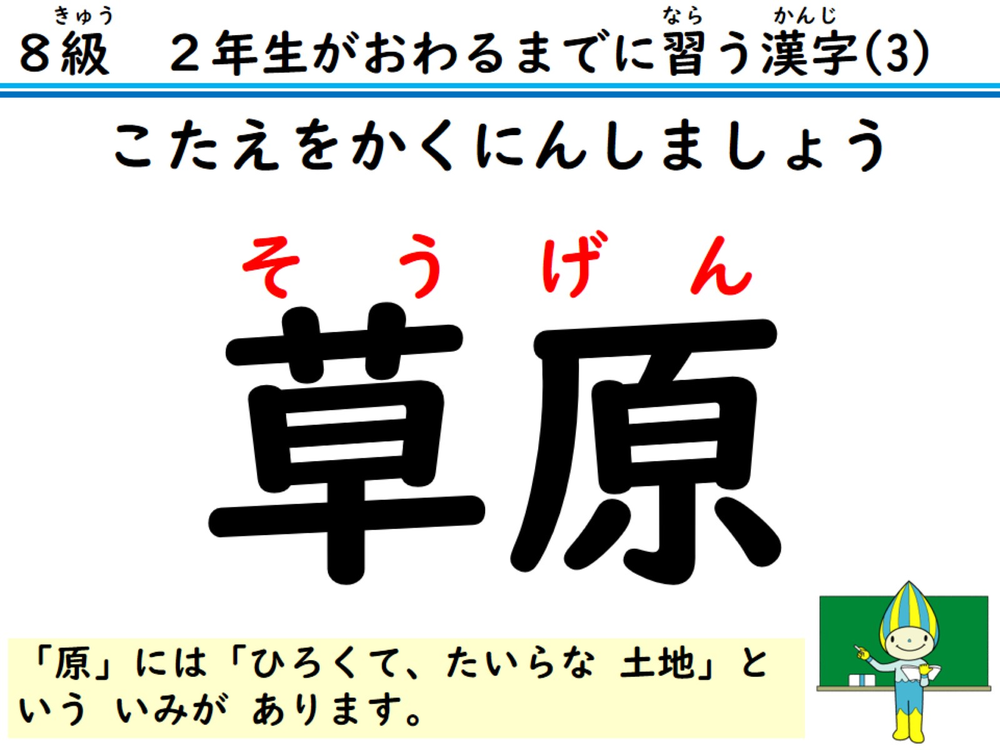 きゅう なら かんじ
８級　２年生がおわるまでに習う漢字(3)
こたえをかくにんしましょう
そうげん
草原
「原」には「ひろくて、たいらな 土地」と
いう いみが あります。